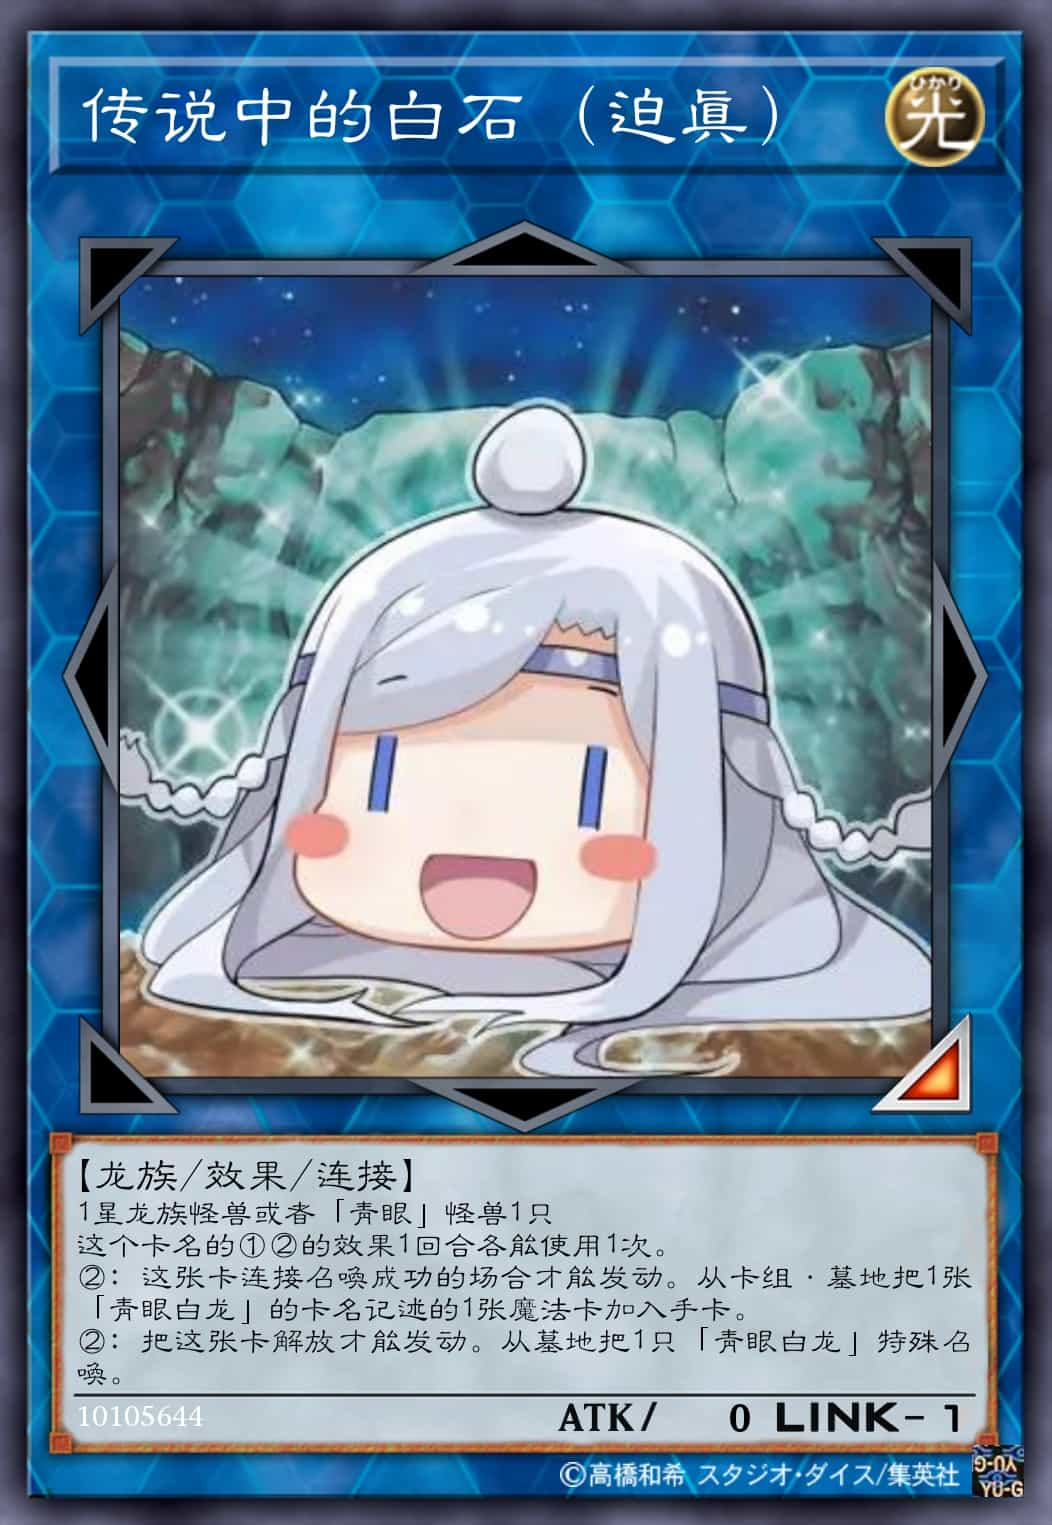 传说中的白石（迫眞）
ひかり
光
【龙族/效果/连接】
1星龙族怪兽或者「青眼」怪兽1只
这个卡名的①②的效果1回合各能使用1次。
②：这张卡连接召唤成功的场合才能发动。从卡组·墓地把1张
「青眼白龙」的卡名记述的1张魔法卡加入手卡。
②：把这张卡解放才能发动。从墓地把1只「青眼白龙」特殊召
唤。
10105644
ATK/ 0 LINK-1
©高橋和希 スタジオ·ダイス/集英社
YU-G
YU-G